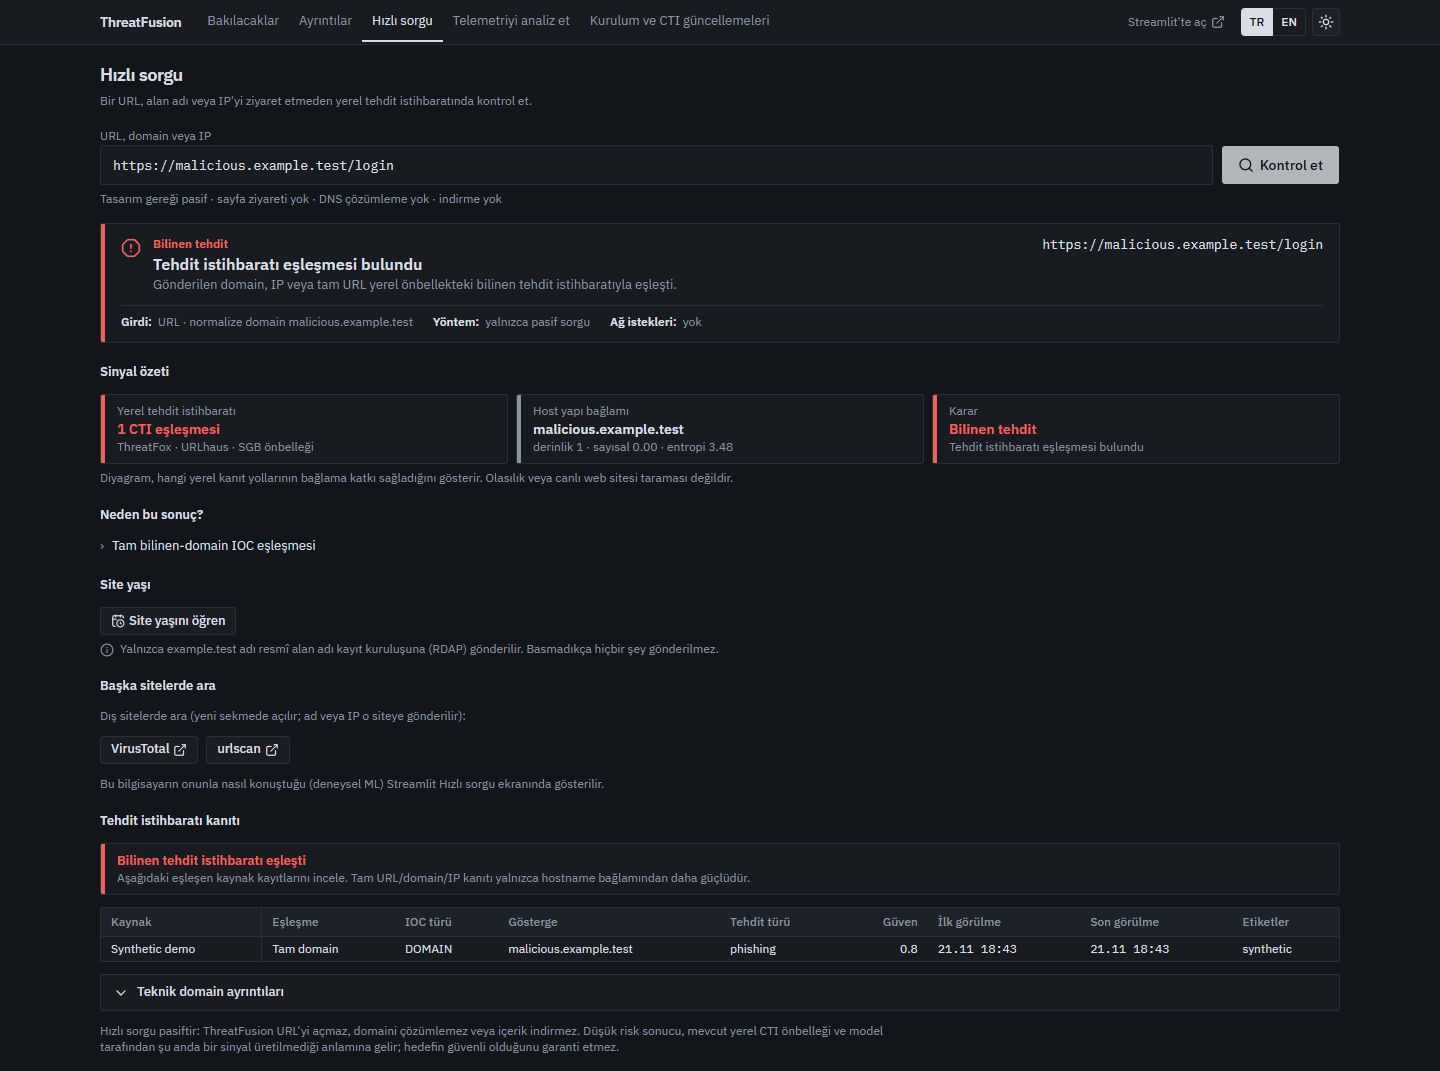 ThreatFusion Bakılacaklar Ayrıntılar Hızlı sorgu Telemetriyi analiz et Kurulum ve CTI güncellemeleri Streamlit'te aç TR EN
Hızlı sorgu
Bir URL, alan adı veya IP'yi ziyaret etmeden yerel tehdit istihbaratında kontrol et.
URL, domain veya IP
https://malicious.example.test/login Kontrol et
Tasarım gereği pasif · sayfa ziyareti yok · DNS çözümleme yok · indirme yok
Bilinen tehdit https://malicious.example.test/login
Tehdit istihbaratı eşleşmesi bulundu
Gönderilen domain, IP veya tam URL yerel önbellekteki bilinen tehdit istihbaratıyla eşleşti.
Girdi: URL · normalize domain malicious.example.test Yöntem: yalnızca pasif sorgu Ağ istekleri: yok
Sinyal özeti
Yerel tehdit istihbaratı
1 CTI eşleşmesi
ThreatFox · URLhaus · SGB önbelleği
Host yapı bağlamı
malicious.example.test
derinlik 1 · sayısal 0.00 · entropi 3.48
Karar
Bilinen tehdit
Tehdit istihbaratı eşleşmesi bulundu
Diyagram, hangi yerel kanıt yollarının bağlama katkı sağladığını gösterir. Olasılık veya canlı web sitesi taraması değildir.
Neden bu sonuç?
› Tam bilinen-domain IOC eşleşmesi
Site yaşı
Site yaşını öğren
Yalnızca example.test adı resmî alan adı kayıt kuruluşuna (RDAP) gönderilir. Basmadıkça hiçbir şey gönderilmez.
Başka sitelerde ara
Dış sitelerde ara (yeni sekmede açılır; ad veya IP o siteye gönderilir):
VirusTotal urlscan
Bu bilgisayarın onunla nasıl konuştuğu (deneysel ML) Streamlit Hızlı sorgu ekranında gösterilir.
Tehdit istihbaratı kanıtı
Bilinen tehdit istihbaratı eşleşti
Aşağıdaki eşleşen kaynak kayıtlarını incele. Tam URL/domain/IP kanıtı yalnızca hostname bağlamından daha güçlüdür.
Kaynak Eşleşme IOC türü Gösterge Tehdit türü Güven İlk görülme Son görülme Etiketler
Synthetic demo Tam domain DOMAIN malicious.example.test phishing 0.8 21.11 18:43 21.11 18:43 synthetic
Teknik domain ayrıntıları
Hızlı sorgu pasiftir: ThreatFusion URL'yi açmaz, domaini çözümlemez veya içerik indirmez. Düşük risk sonucu, mevcut yerel CTI önbelleği ve model
tarafından şu anda bir sinyal üretilmediği anlamına gelir; hedefin güvenli olduğunu garanti etmez.